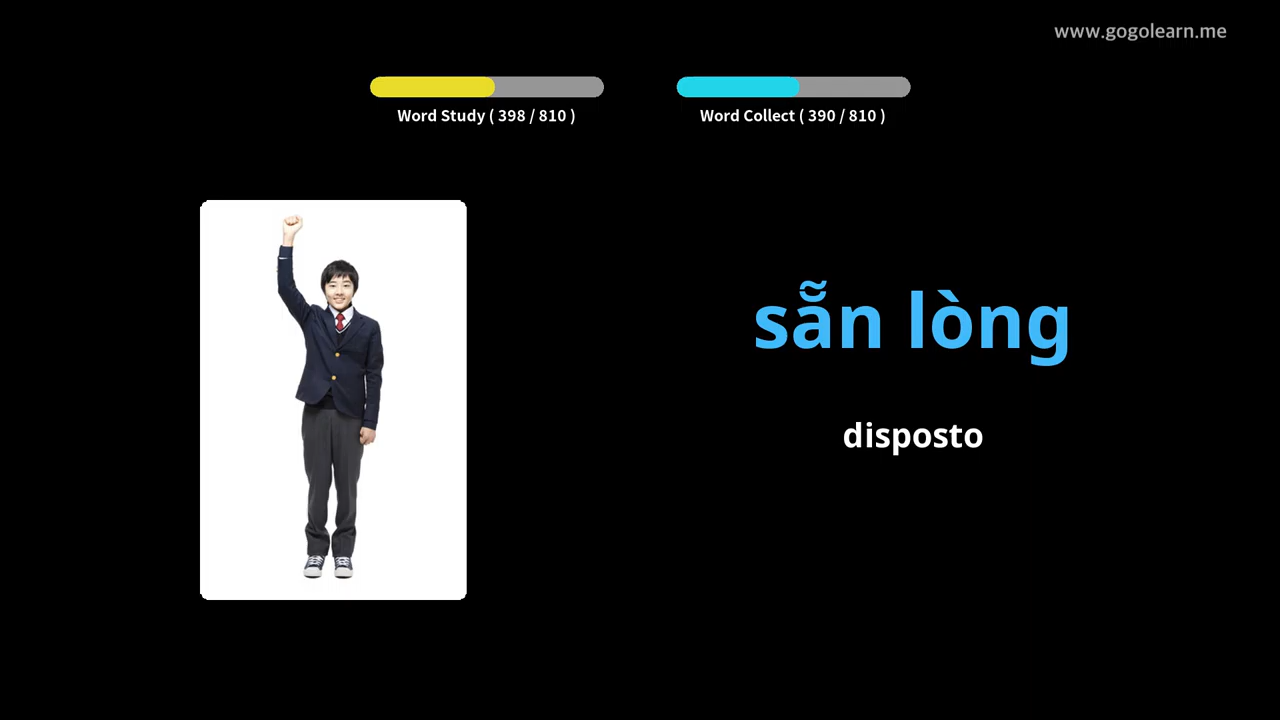 www.gogolearn.me
Word Study ( 398 / 810 )
Word Collect ( 390 / 810 )
sẵn lòng
disposto